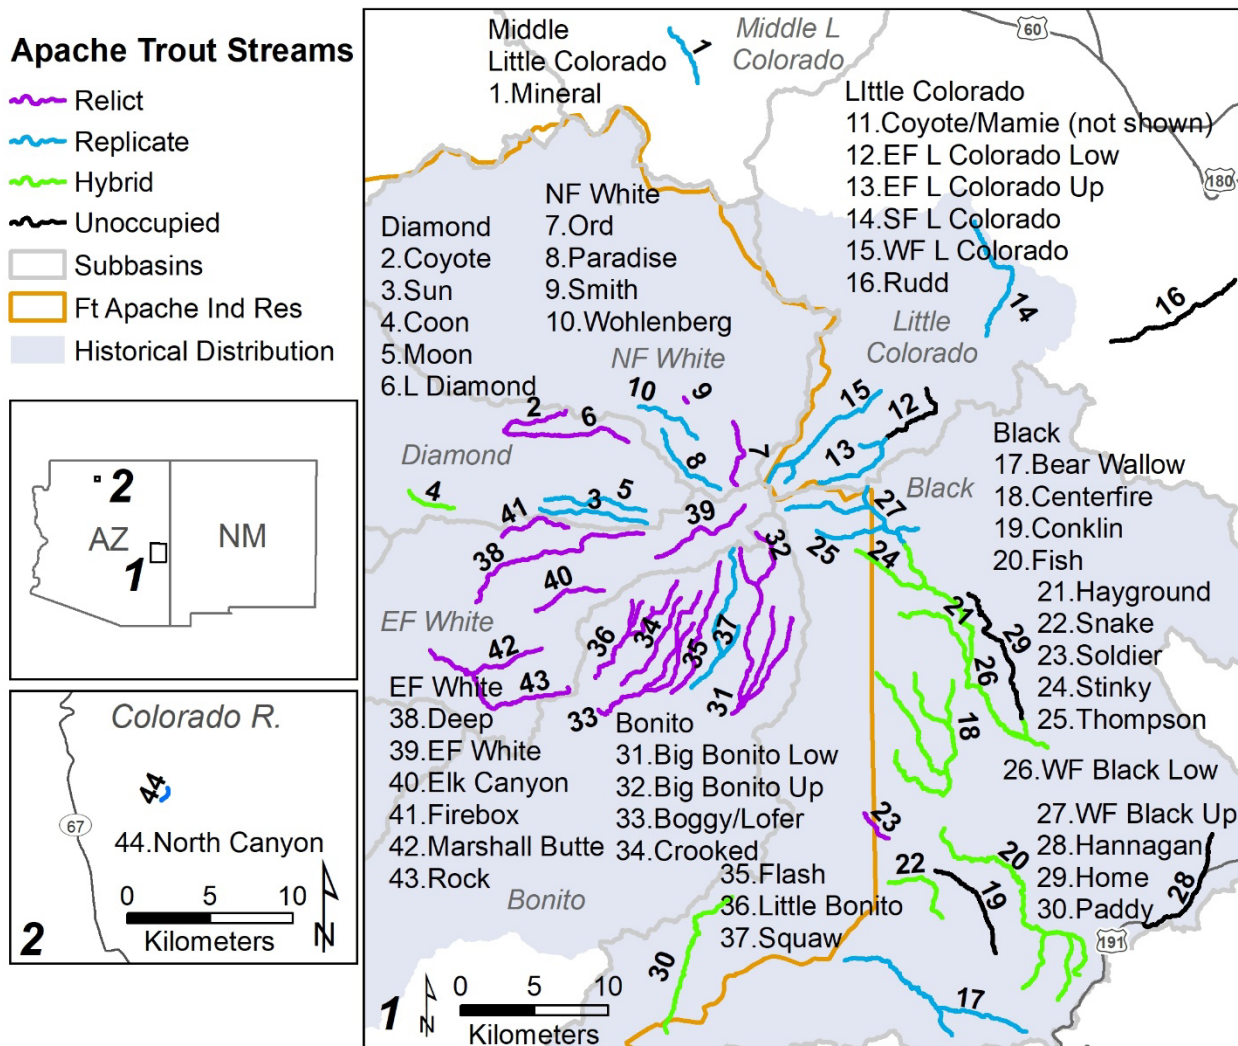 Apache Trout Streams
Relict
Replicate
Hybrid
Unoccupied
Subbasins
Ft Apache Ind Res
Historical Distribution
AZ
NM
2
1
Colorado R.
44
67
44.North Canyon
0 5 10
Kilometers
N
2
Middle
Little Colorado
1.Mineral
1
Middle L
Colorado
60
180
LIttle Colorado
11.Coyote/Mamie (not shown)
12.EF L Colorado Low
13.EF L Colorado Up
14.SF L Colorado
15.WF L Colorado
16.Rudd
14
16
Little
Colorado
NF White
7.Ord
8.Paradise
9.Smith
10.Wohlenberg
Diamond
2.Coyote
3.Sun
4.Coon
5.Moon
6.L Diamond
NF White
10
9
2
6
8
7
15
12
13
Diamond
4
41
3
5
39
38
40
32
25
27
24
Black
Black
17.Bear Wallow
18.Centerfire
19.Conklin
20.Fish
21.Hayground
22.Snake
23.Soldier
24.Stinky
25.Thompson
26.WF Black Low
27.WF Black Up
28.Hannagan
29.Home
30.Paddy
21
29
26
18
EF White
42
43
36
34
35
37
33
31
EF White
38.Deep
39.EF White
40.Elk Canyon
41.Firebox
42.Marshall Butte
43.Rock
Bonito
31.Big Bonito Low
32.Big Bonito Up
33.Boggy/Lofer
34.Crooked
35.Flash
36.Little Bonito
37.Squaw
Bonito
23
22
19
20
28
191
30
17
1
N
0 5 10
Kilometers